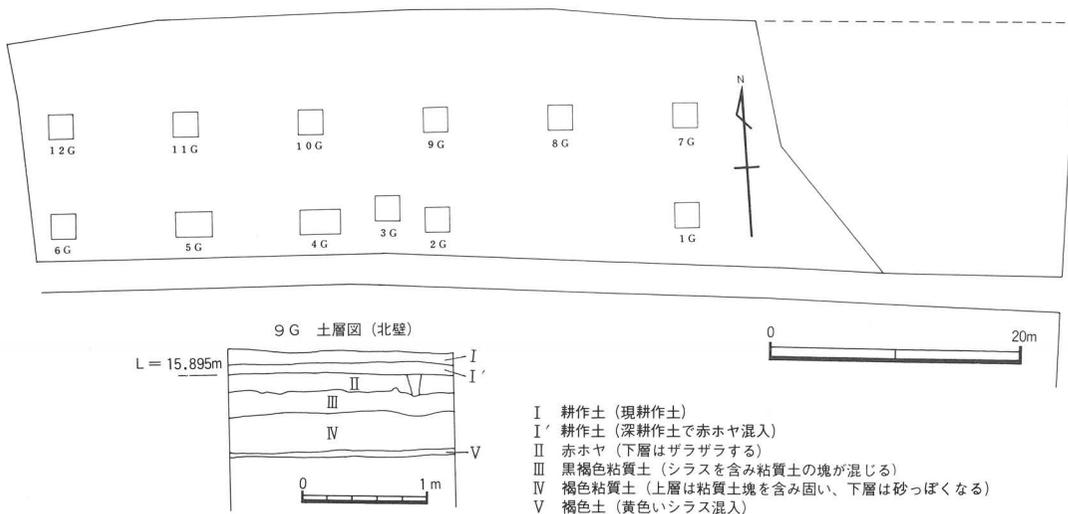 N
12G 11G 10G 9G 8G 7G
6G 5G 4G 3G 2G 1G
0 20m
9G 土層図（北壁）
L＝15.895m
Ⅰ
Ⅰ′
Ⅱ
Ⅲ
Ⅳ
Ⅴ
0 1m
Ⅰ 耕作土（現耕作土）
Ⅰ′ 耕作土（深耕作土で赤ホヤ混入）
Ⅱ 赤ホヤ（下層はザラザラする）
Ⅲ 黒褐色粘質土（シラスを含み粘質土の塊が混じる）
Ⅳ 褐色粘質土（上層は粘質土塊を含み固い、下層は砂っぽくなる）
Ⅴ 褐色土（黄色いシラス混入）